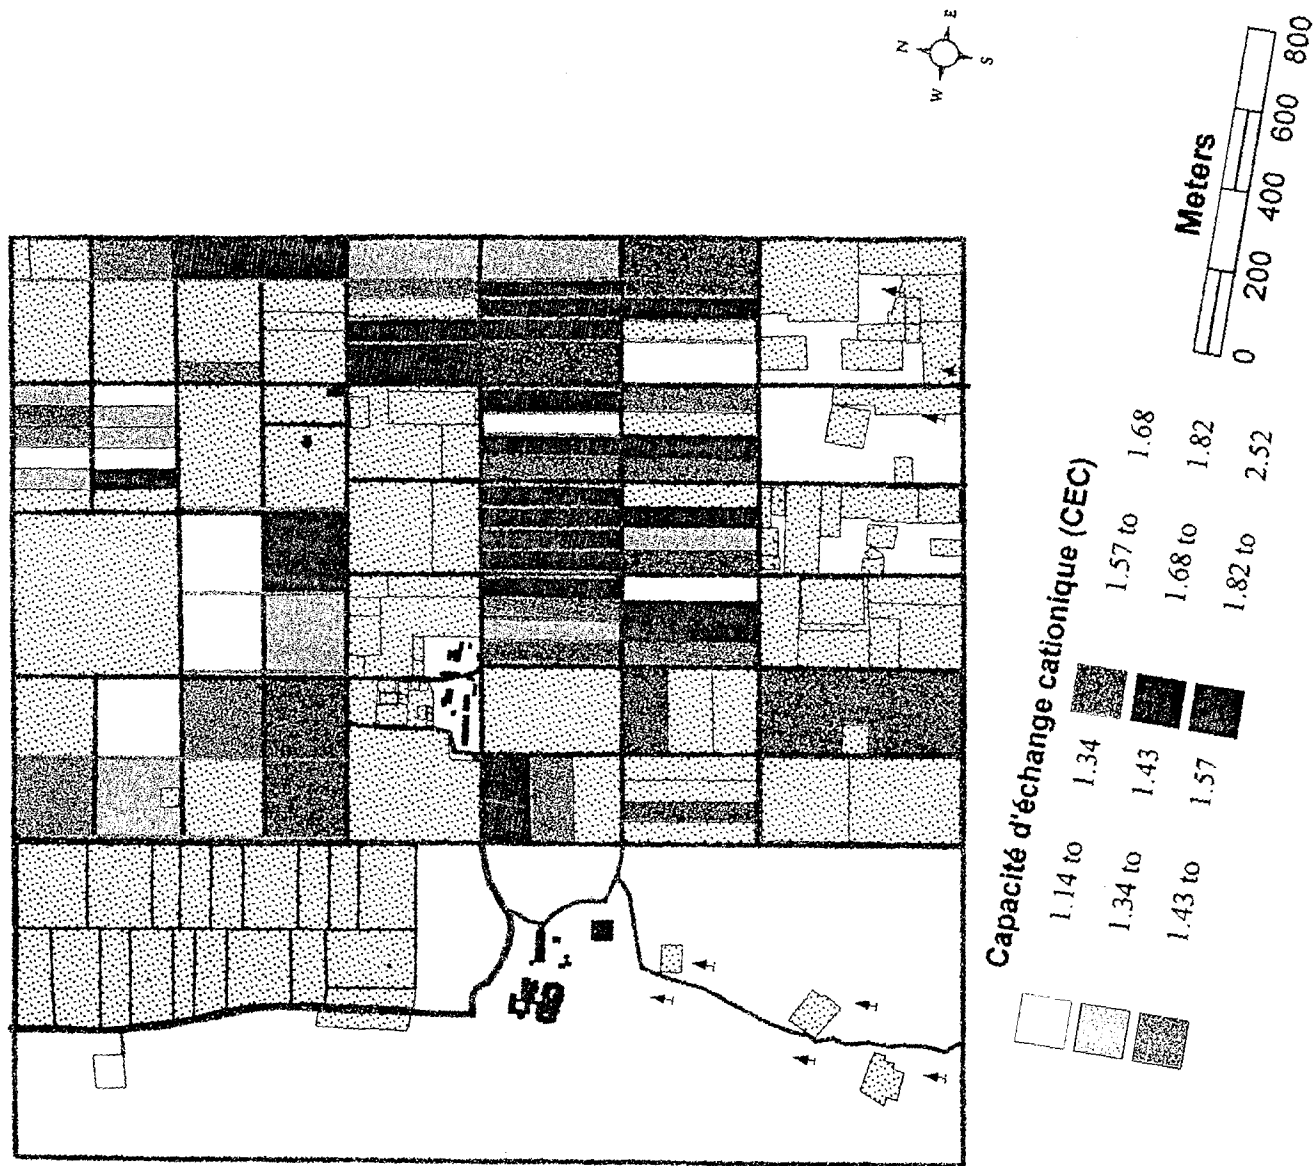 N
W E
S
Meters
0 200 400 600 800
Capacité d'échange cationique (CEC)
1.14 to 1.34
1.34 to 1.43
1.43 to 1.57
1.57 to 1.68
1.68 to 1.82
1.82 to 2.52